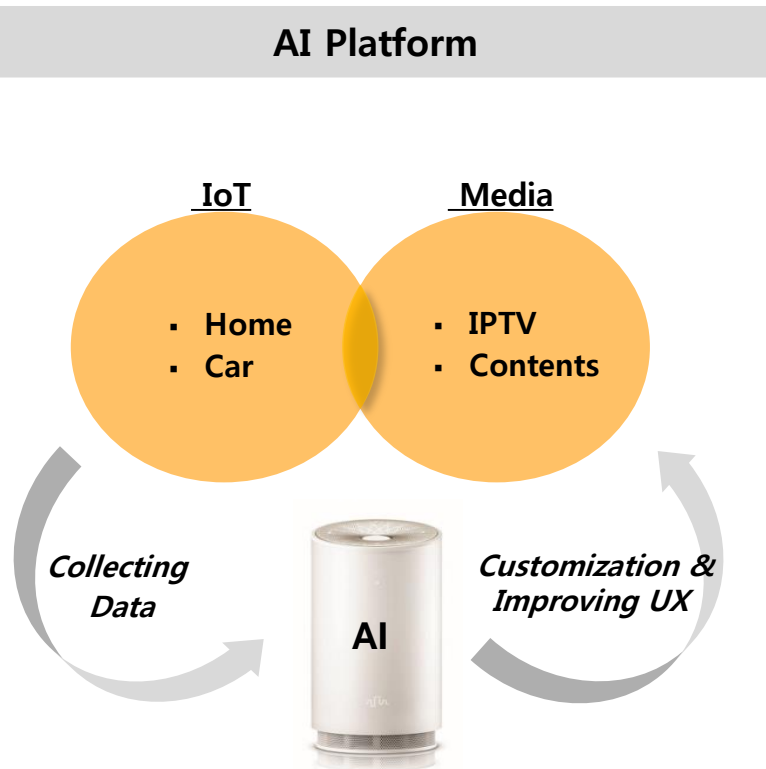 AI Platform
IoT
Media
▪ Home
▪ Car
▪ IPTV
▪ Contents
Collecting
Data
Customization &
Improving UX
AI